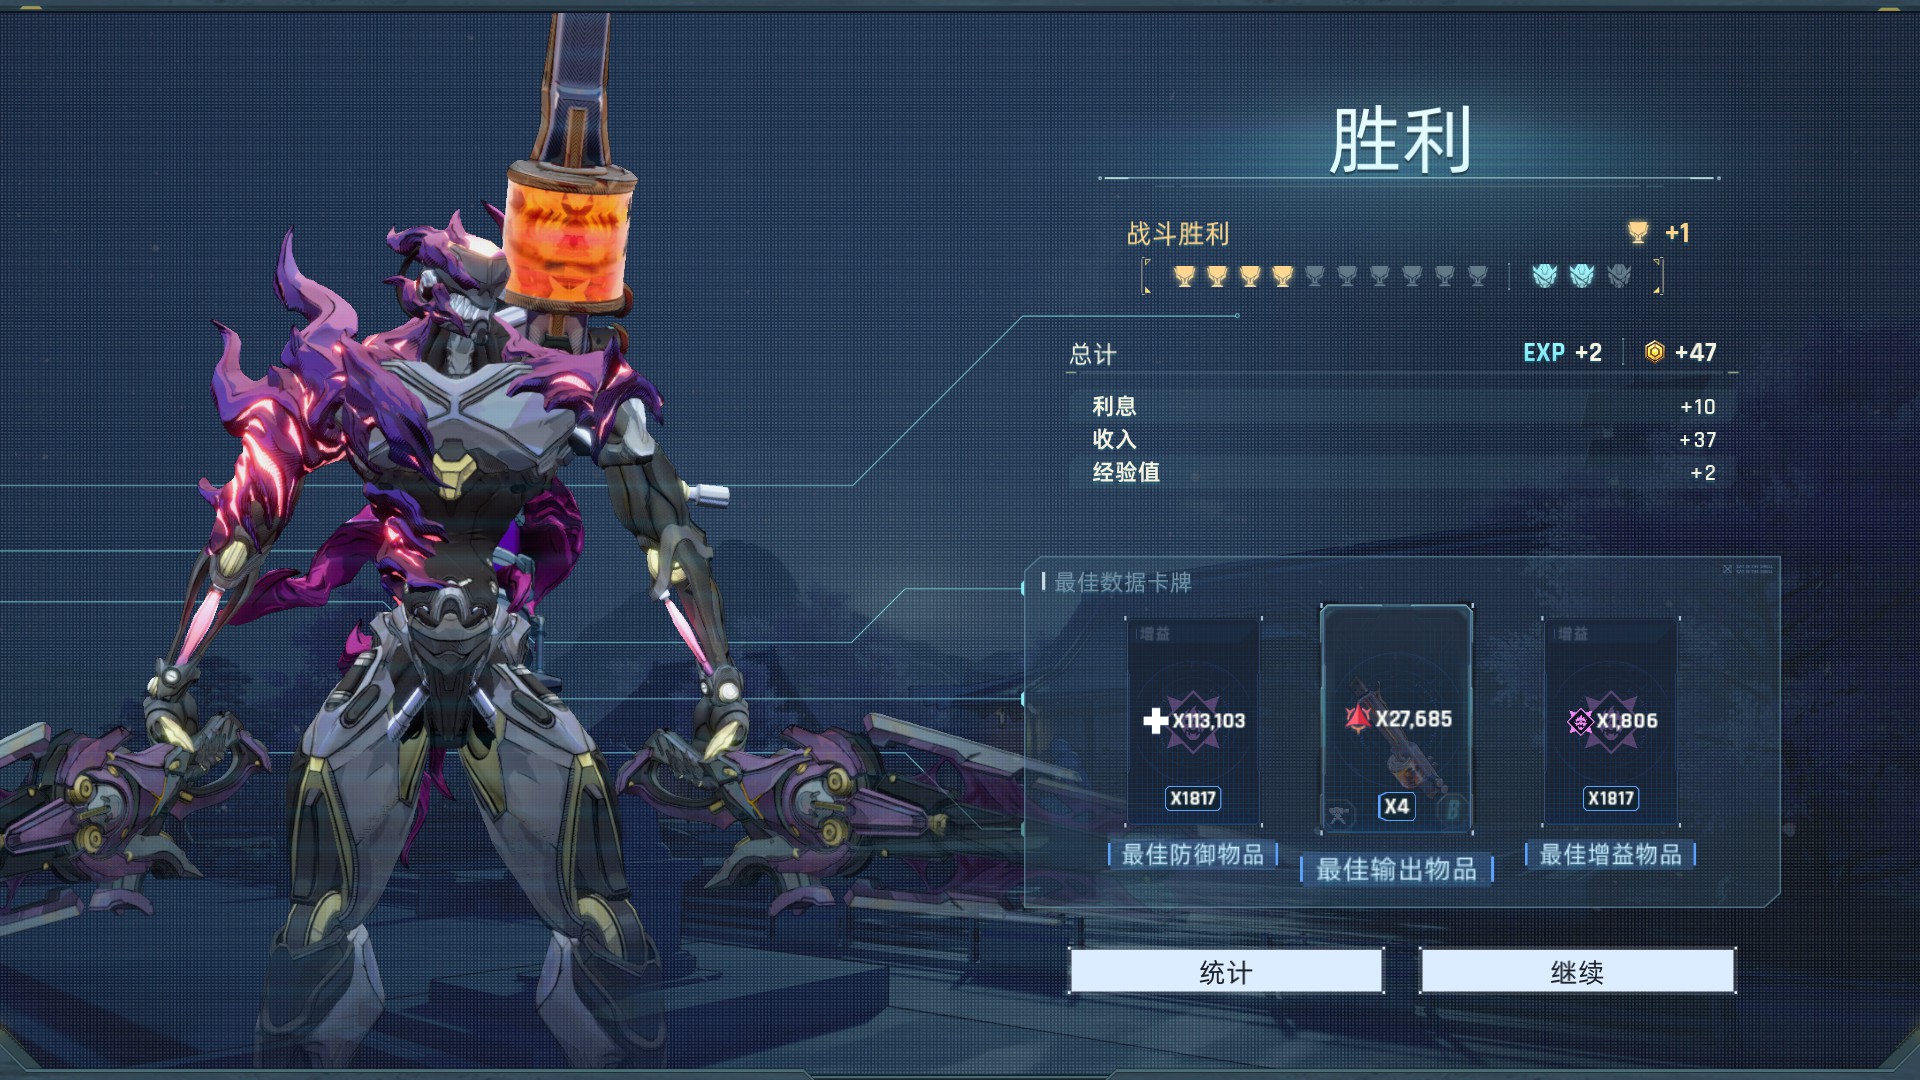 胜利
战斗胜利 +1
总计 EXP +2 +47
利息 +10
收入 +37
经验值 +2
最佳数据卡牌
增益 增益
X113,103 X27,685 X1,806
X1817 X4 X1817
最佳防御物品 最佳输出物品 最佳增益物品
统计 继续